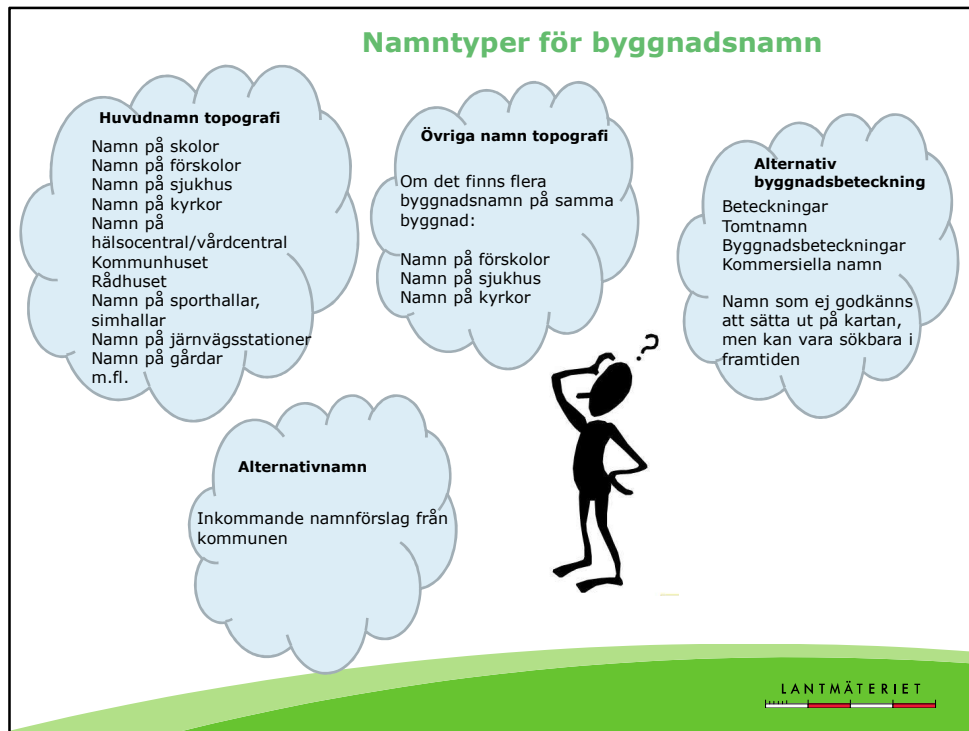 Namntyper för byggnadsnamn
Huvudnamn topografi
Namn på skolor
Namn på förskolor
Namn på sjukhus
Namn på kyrkor
Namn på
hälsocentral/vårdcentral
Kommunhuset
Rådhuset
Namn på sporthallar,
simhallar
Namn på järnvägsstationer
Namn på gårdar
m.fl.
Övriga namn topografi
Om det finns flera
byggnadsnamn på samma
byggnad:
Namn på förskolor
Namn på sjukhus
Namn på kyrkor
Alternativ
byggnadsbeteckning
Beteckningar
Tomtnamn
Byggnadsbeteckningar
Kommersiella namn
Namn som ej godkänns
att sätta ut på kartan,
men kan vara sökbara i
framtiden
?
Alternativnamn
Inkommande namnförslag från
kommunen
LANTMÄTERIET